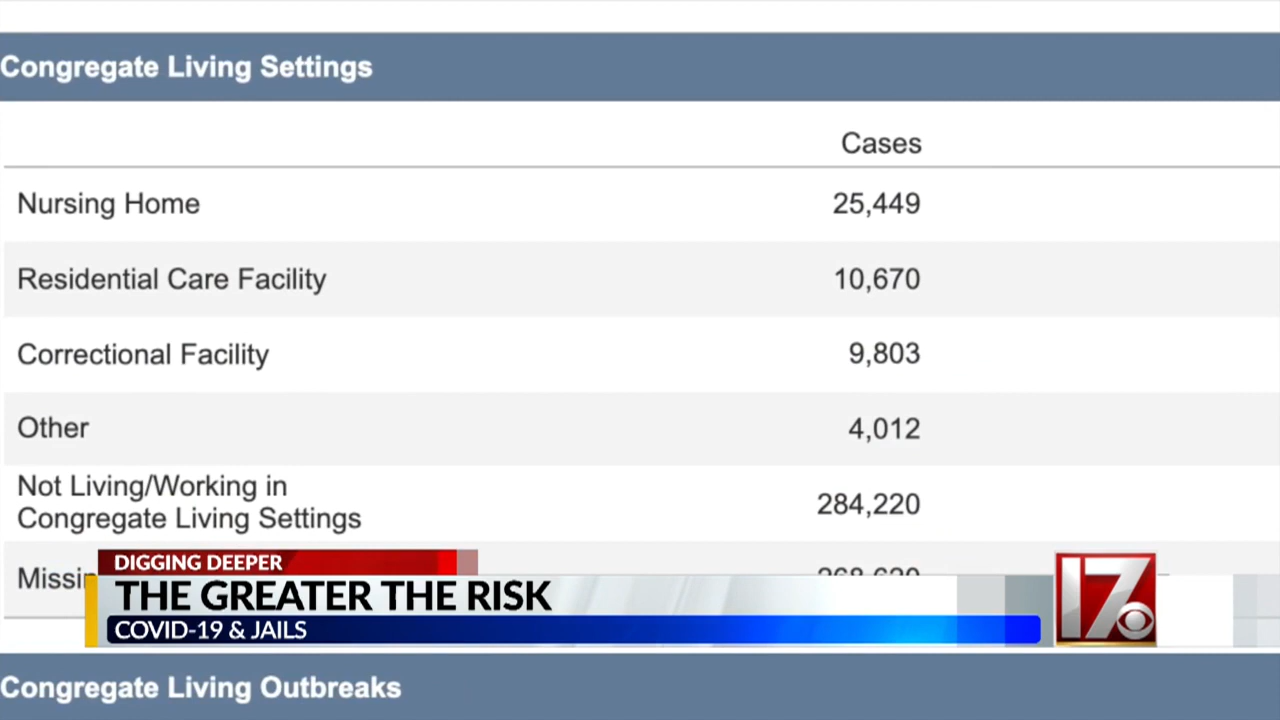 Congregate Living Settings
Cases
Nursing Home 25,449
Residential Care Facility 10,670
Correctional Facility 9,803
Other 4,012
Not Living/Working in
Congregate Living Settings 284,220
DIGGING DEEPER
THE GREATER THE RISK
COVID-19 & JAILS
17
Congregate Living Outbreaks